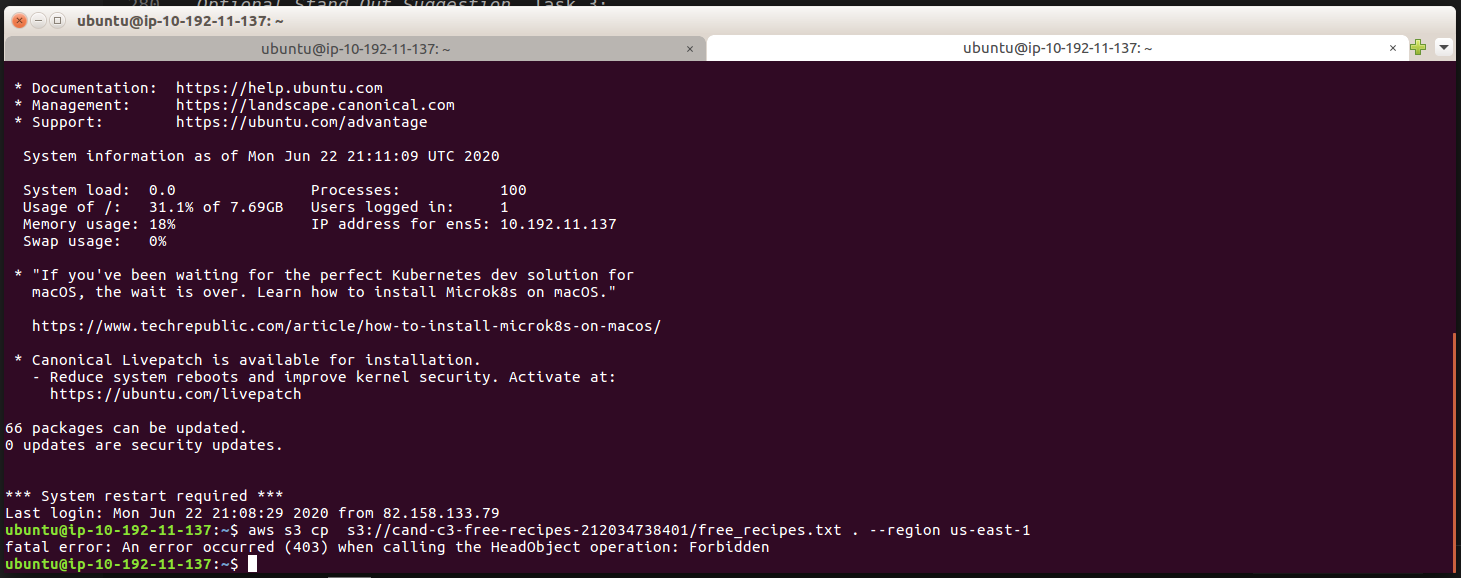 280 Optional Stand Out Suggestion Task 3:
ubuntu@ip-10-192-11-137: ~
ubuntu@ip-10-192-11-137: ~ × ubuntu@ip-10-192-11-137: ~ ×
* Documentation:  https://help.ubuntu.com
* Management:     https://landscape.canonical.com
* Support:        https://ubuntu.com/advantage
System information as of Mon Jun 22 21:11:09 UTC 2020
System load:  0.0               Processes:           100
Usage of /:   31.1% of 7.69GB   Users logged in:     1
Memory usage: 18%               IP address for ens5: 10.192.11.137
Swap usage:   0%
* "If you've been waiting for the perfect Kubernetes dev solution for
macOS, the wait is over. Learn how to install Microk8s on macOS."
https://www.techrepublic.com/article/how-to-install-microk8s-on-macos/
* Canonical Livepatch is available for installation.
- Reduce system reboots and improve kernel security. Activate at:
https://ubuntu.com/livepatch
66 packages can be updated.
0 updates are security updates.
*** System restart required ***
Last login: Mon Jun 22 21:08:29 2020 from 82.158.133.79
ubuntu@ip-10-192-11-137:~$ aws s3 cp  s3://cand-c3-free-recipes-212034738401/free_recipes.txt . --region us-east-1
fatal error: An error occurred (403) when calling the HeadObject operation: Forbidden
ubuntu@ip-10-192-11-137:~$